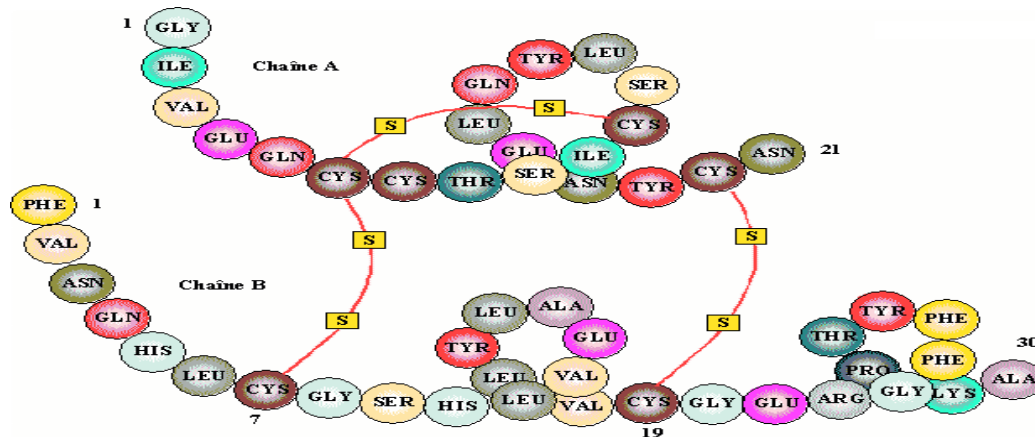 1 GLY
ILE
Chaîne A
VAL
GLU
GLN
CYS
CYS
THR
SER
ILE
CYS
SER
LEU
TYR
GLN
LEU
GLU
ASN
TYR
CYS
ASN 21
S
S
S
S
S
S
PHE 1
VAL
Chaîne B
ASN
GLN
HIS
LEU
CYS
7
GLY
SER
HIS
LEU
VAL
GLU
ALA
LEU
TYR
LEU
VAL
CYS
19
GLY
GLU
ARG
GLY
PHE
PHE
TYR
THR
PRO
LYS
ALA
30